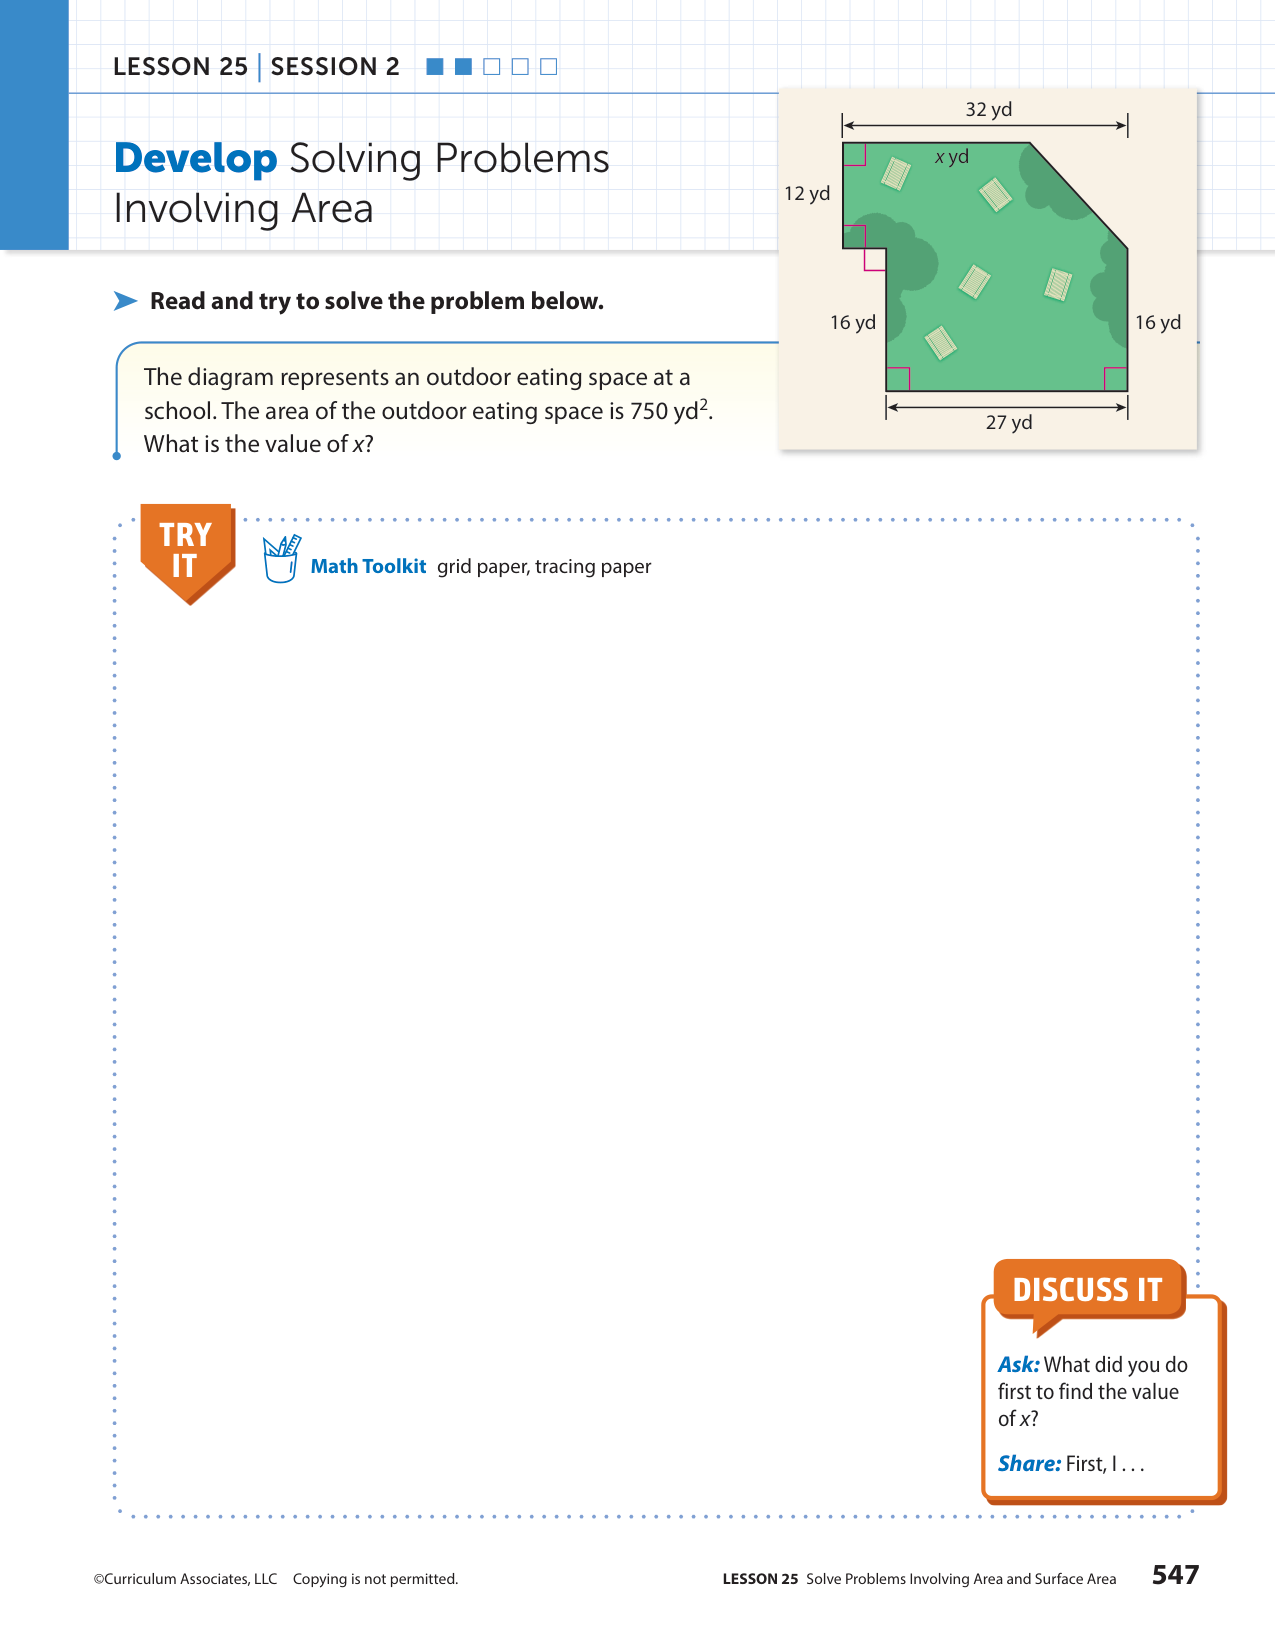 LESSON 25 | SESSION 2
Develop Solving Problems
Involving Area
32 yd
x yd
12 yd
16 yd
16 yd
27 yd
Read and try to solve the problem below.
The diagram represents an outdoor eating space at a
school. The area of the outdoor eating space is 750 yd².
What is the value of x?
TRY
IT
Math Toolkit grid paper, tracing paper
DISCUSS IT
Ask: What did you do
first to find the value
of x?
Share: First, I . . .
©Curriculum Associates, LLC Copying is not permitted.
LESSON 25 Solve Problems Involving Area and Surface Area 547